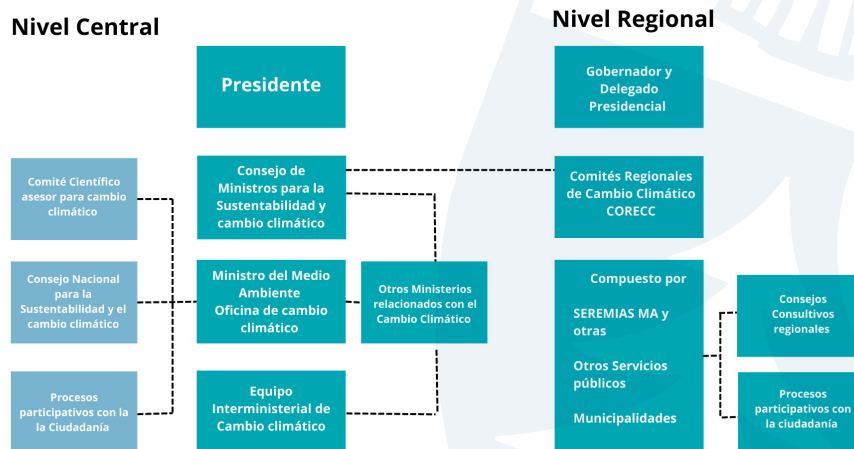 Nivel Central
Presidente
Comité Científico
asesor para cambio
climático
Consejo de
Ministros para la
Sustentabilidad y
cambio climático
Consejo Nacional
para la
Sustentabilidad y el
cambio climático
Ministro del Medio
Ambiente
Oficina de cambio
climático
Otros Ministerios
relacionados con el
Cambio Climático
Procesos
participativos con la
la Ciudadanía
Equipo
Interministerial de
Cambio climático
Nivel Regional
Gobernador y
Delegado
Presidencial
Comités Regionales
de Cambio Climático
CORECC
Compuesto por
SEREMIAS MA y
otras
Otros Servicios
públicos
Municipalidades
Consejos
Consultivos
regionales
Procesos
participativos con
la ciudadanía